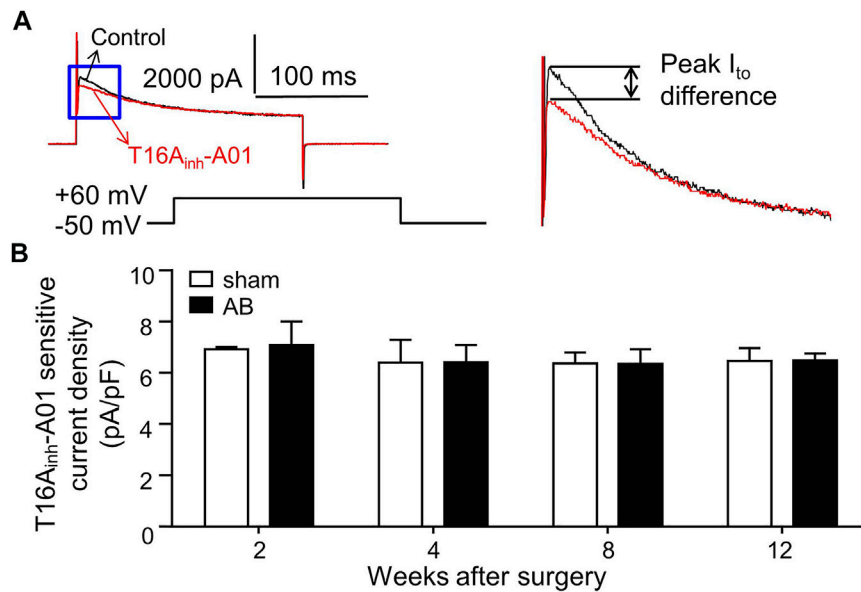 A
Control
2000 pA
100 ms
T16Ainh-A01
+60 mV
-50 mV
Peak Ito
difference
B
T16Ainh-A01 sensitive
current density
(pA/pF)
10
8
6
4
2
0
sham
AB
2
4
8
12
Weeks after surgery